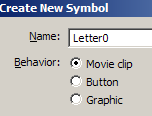 Create New Symbol
Name: Letter0
Behavior: Movie clip
Button
Graphic